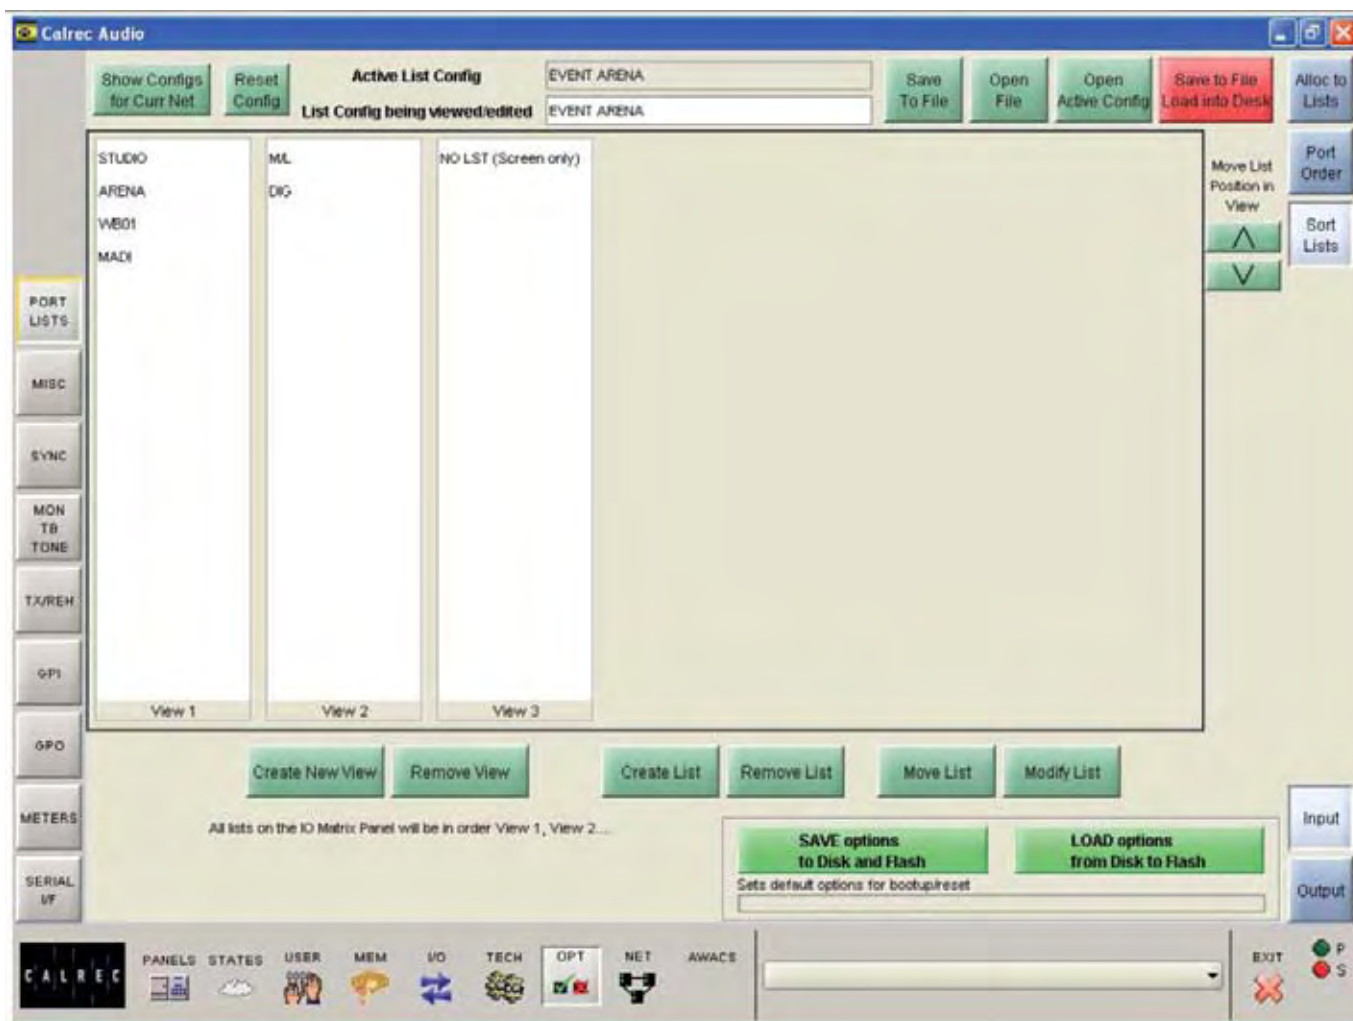 Calrec Audio
Show Configs
for Curr Net
Reset
Config
Active List Config
EVENT ARENA
List Config being viewed/edited
EVENT ARENA
Save
To File
Open
File
Open
Active Config
Save to File
Load into Desk
Alloc to
Lists
Port
Order
Sort
Lists
Move List
Position in
View
STUDIO
ARENA
WB01
MADI
View 1
M/L
DIG
View 2
NO LST (Screen only)
View 3
PORT
LISTS
MISC
SYNC
MON
TB
TONE
TX/REH
GPI
GPO
METERS
SERIAL
I/F
Create New View
Remove View
Create List
Remove List
Move List
Modify List
All lists on the IO Matrix Panel will be in order View 1, View 2...
SAVE options
to Disk and Flash
LOAD options
from Disk to Flash
Sets default options for bootup/reset
Input
Output
CALREC
PANELS
STATES
USER
MEM
I/O
TECH
OPT
NET
AWACS
EXIT
P
S